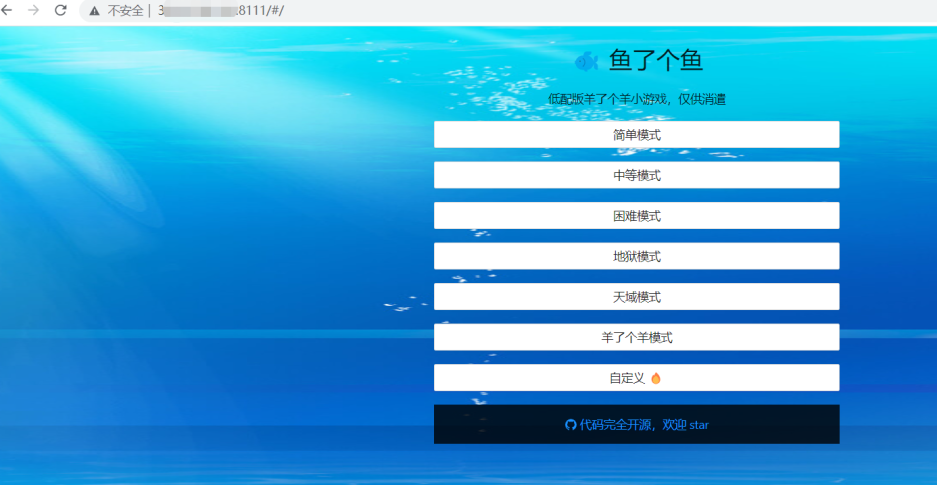 不安全 | 3 .8111/#/
鱼了个鱼
低配版羊了个羊小游戏，仅供消遣
简单模式
中等模式
困难模式
地狱模式
天域模式
羊了个羊模式
自定义 🔥
代码完全开源，欢迎 star